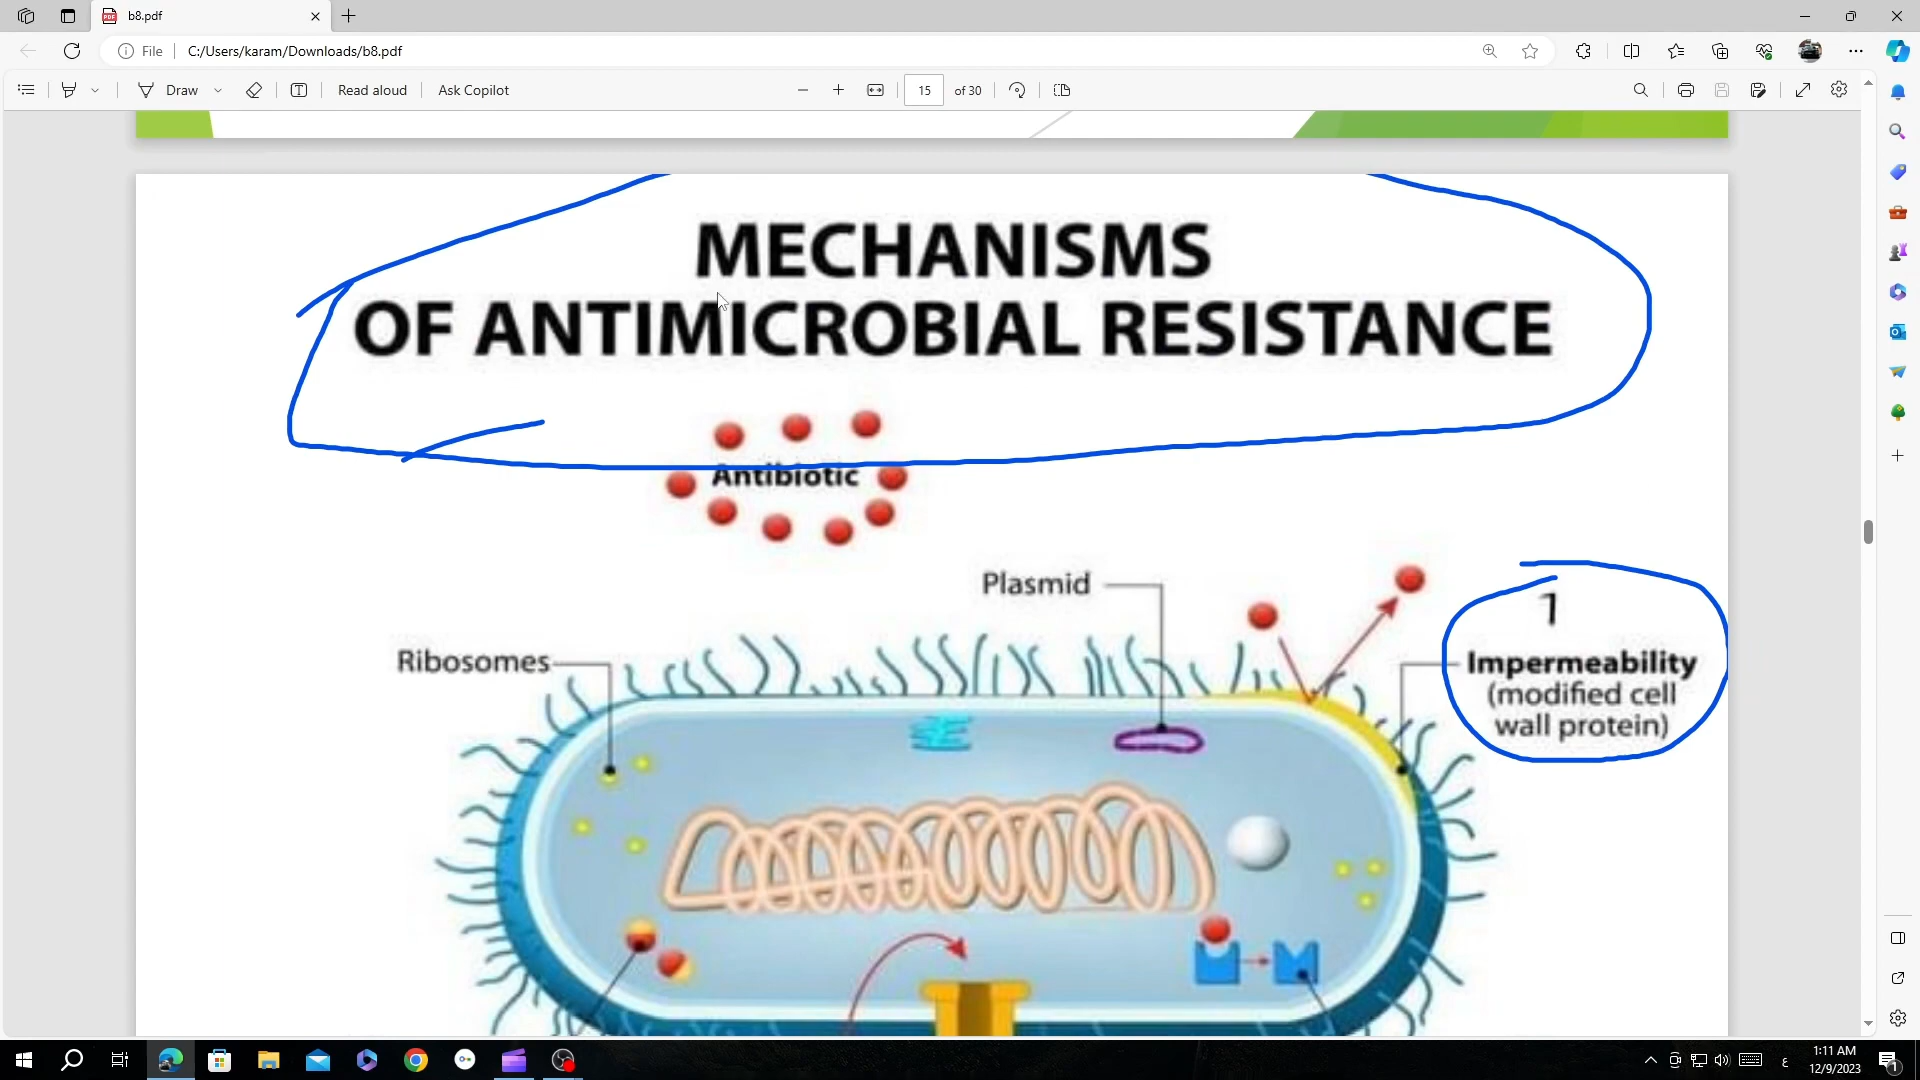 b8.pdf
File
C:/Users/karam/Downloads/b8.pdf
Draw
Read aloud
Ask Copilot
15 of 30
MECHANISMS
OF ANTIMICROBIAL RESISTANCE
Antibiotic
Plasmid
1
Ribosomes
Impermeability
(modified cell
wall protein)
ع
1:11 AM
12/9/2023
1